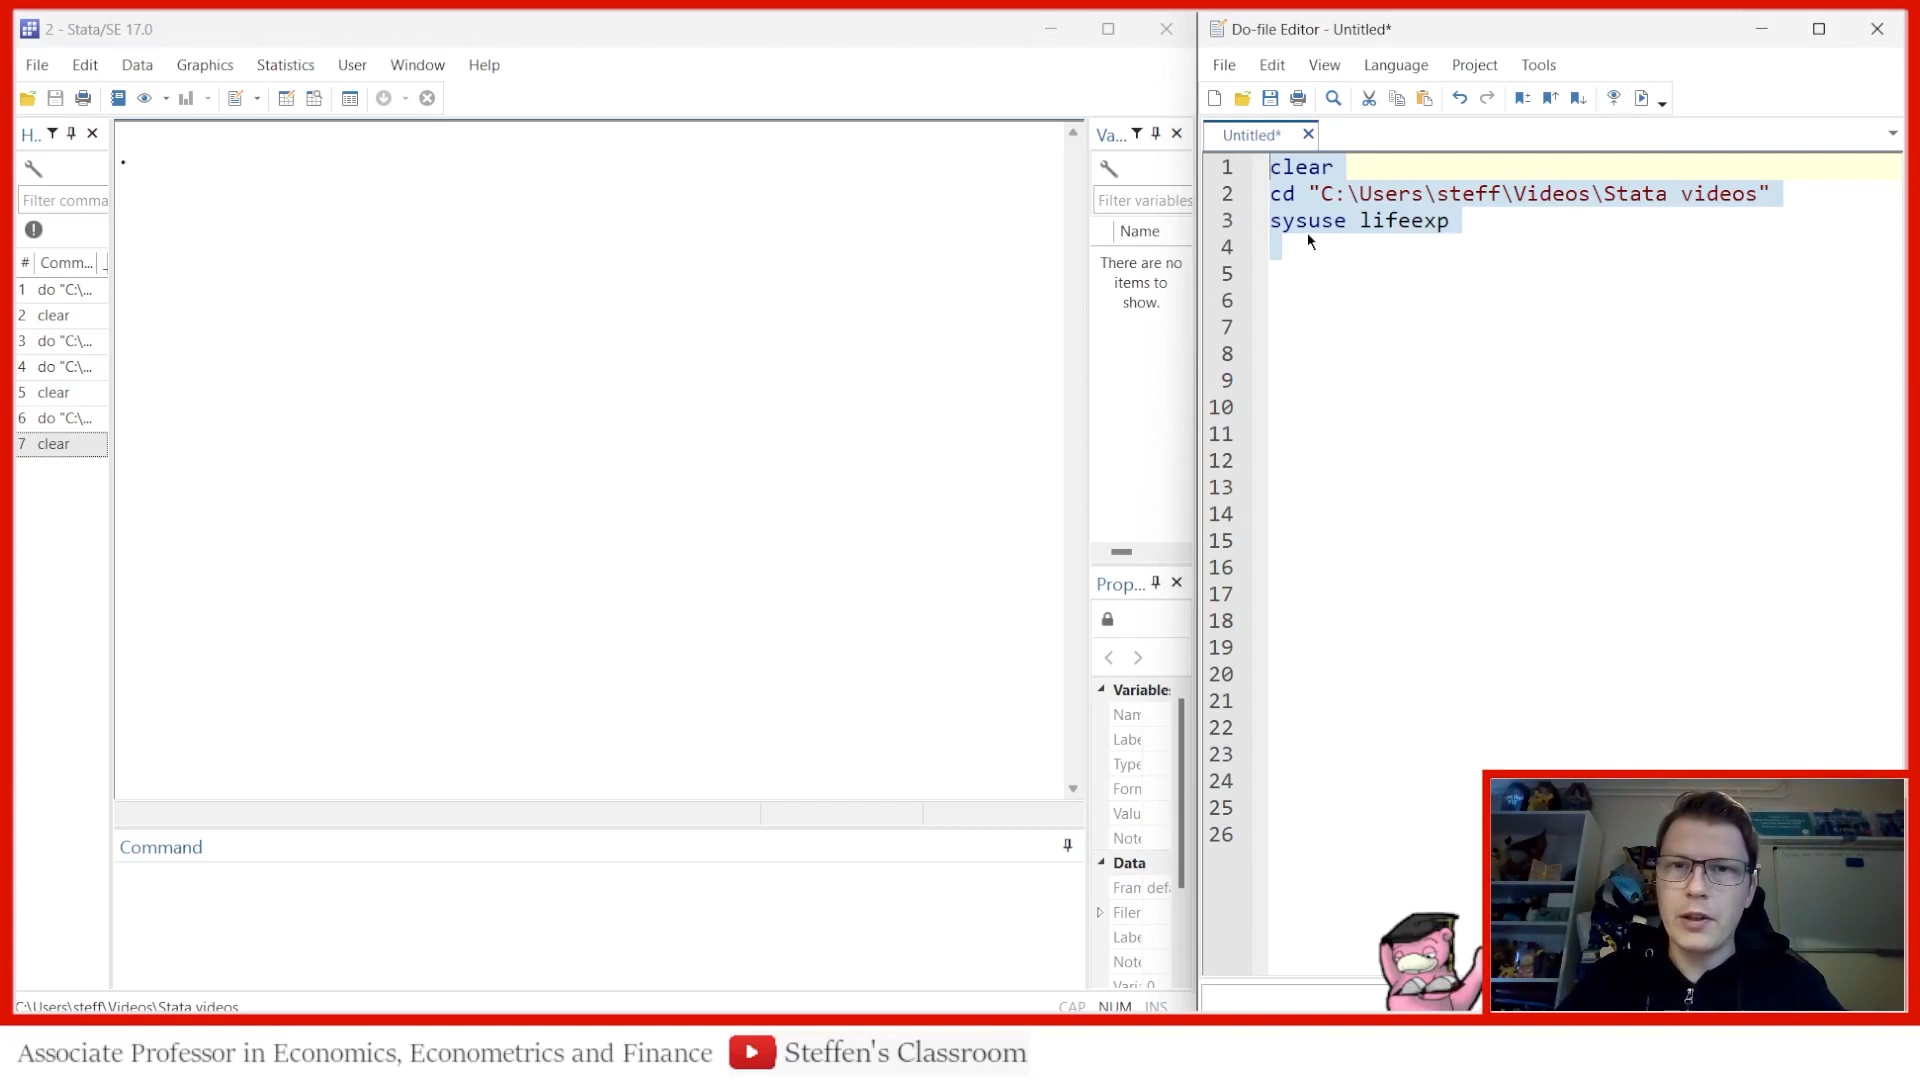 2 - Stata/SE 17.0
File Edit Data Graphics Statistics User Window Help
H..
Filter comma
# Comm...
1 do "C:\...
2 clear
3 do "C:\...
4 do "C:\...
5 clear
6 do "C:\...
7 clear
.
Command
C:\Users\steff\Videos\Stata videos
CAP NUM INS
Va...
Filter variables
Name
There are no
items to
show.
Prop...
Variable
Nam
Labe
Type
Form
Valu
Note
Data
Fram def
Filer
Labe
Note
Vari 0
Do-file Editor - Untitled*
File Edit View Language Project Tools
Untitled*
1 clear
2 cd "C:\Users\steff\Videos\Stata videos"
3 sysuse lifeexp
4
5
6
7
8
9
10
11
12
13
14
15
16
17
18
19
20
21
22
23
24
25
26
Associate Professor in Economics, Econometrics and Finance Steffen's Classroom